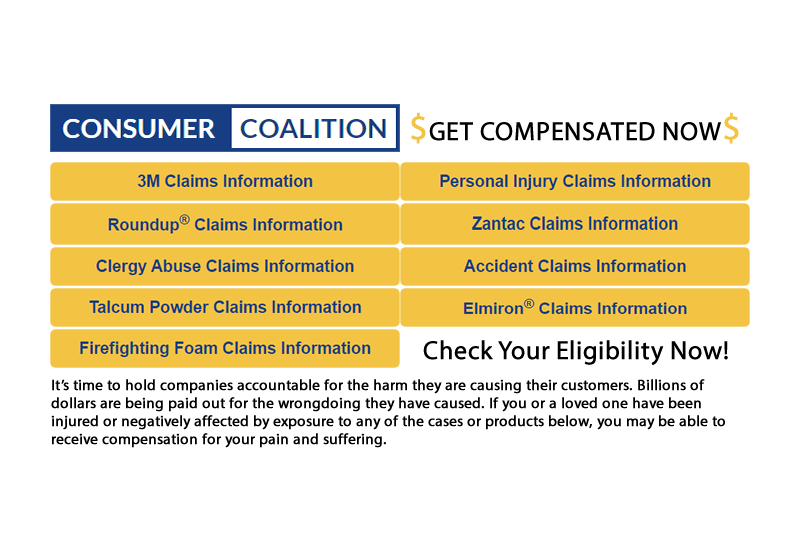 CONSUMER COALITION
$GET COMPENSATED NOW$
3M Claims Information
Personal Injury Claims Information
Roundup® Claims Information
Zantac Claims Information
Clergy Abuse Claims Information
Accident Claims Information
Talcum Powder Claims Information
Elmiron® Claims Information
Firefighting Foam Claims Information
Check Your Eligibility Now!
It's time to hold companies accountable for the harm they are causing their customers. Billions of
dollars are being paid out for the wrongdoing they have caused. If you or a loved one have been
injured or negatively affected by exposure to any of the cases or products below, you may be able to
receive compensation for your pain and suffering.